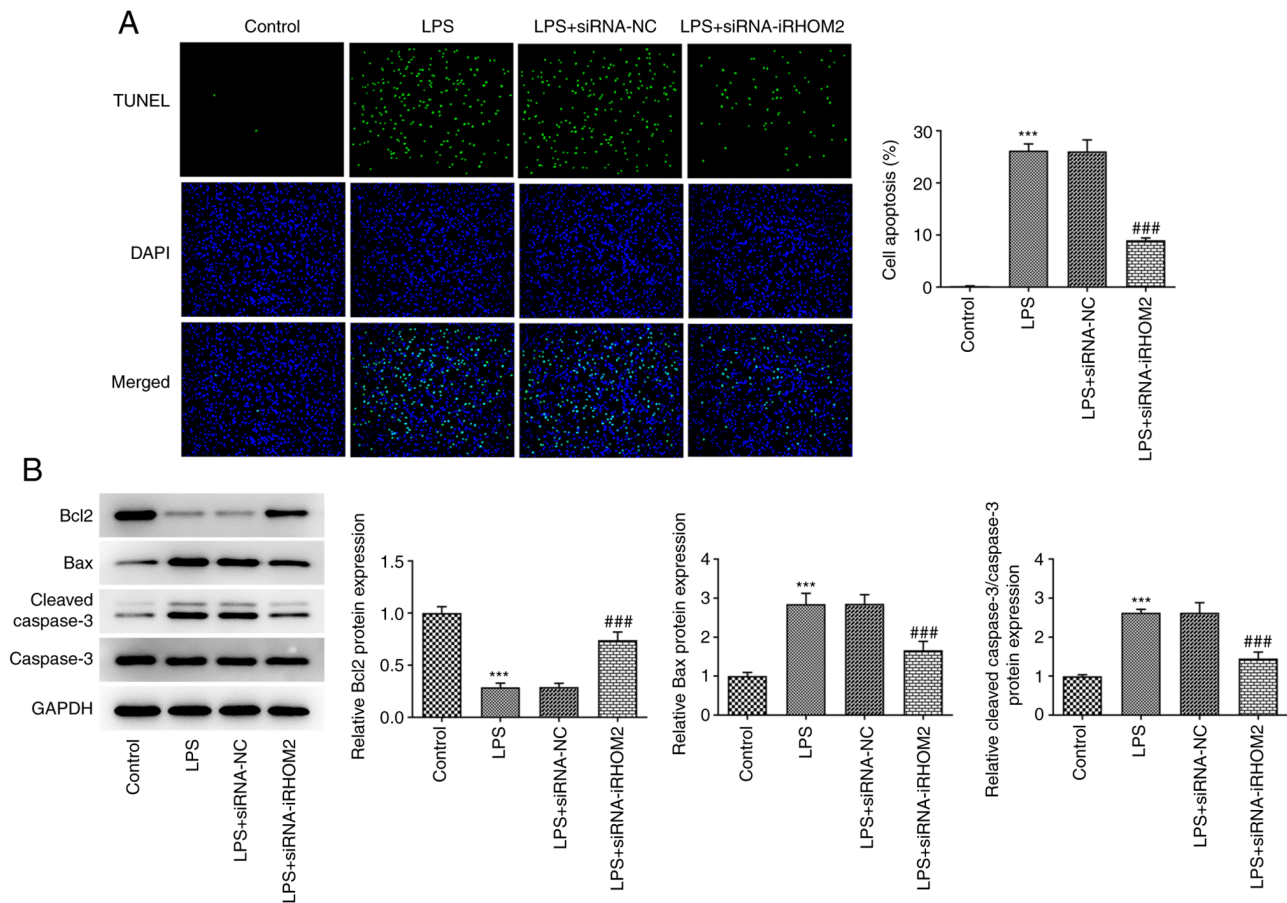 A
Control
LPS
LPS+siRNA-NC
LPS+siRNA-iRHOM2
TUNEL
DAPI
Merged
Cell apoptosis (%)
30
20
10
0
Control
LPS
LPS+siRNA-NC
LPS+siRNA-iRHOM2
***
###
B
Bcl2
Bax
Cleaved
caspase-3
Caspase-3
GAPDH
Control
LPS
LPS+siRNA-NC
LPS+siRNA-iRHOM2
Relative Bcl2 protein expression
1.5
1.0
0.5
0.0
***
###
Control
LPS
LPS+siRNA-NC
LPS+siRNA-iRHOM2
Relative Bax protein expression
4
3
2
1
0
***
###
Control
LPS
LPS+siRNA-NC
LPS+siRNA-iRHOM2
Relative cleaved caspase-3/caspase-3
protein expression
4
3
2
1
0
***
###
Control
LPS
LPS+siRNA-NC
LPS+siRNA-iRHOM2